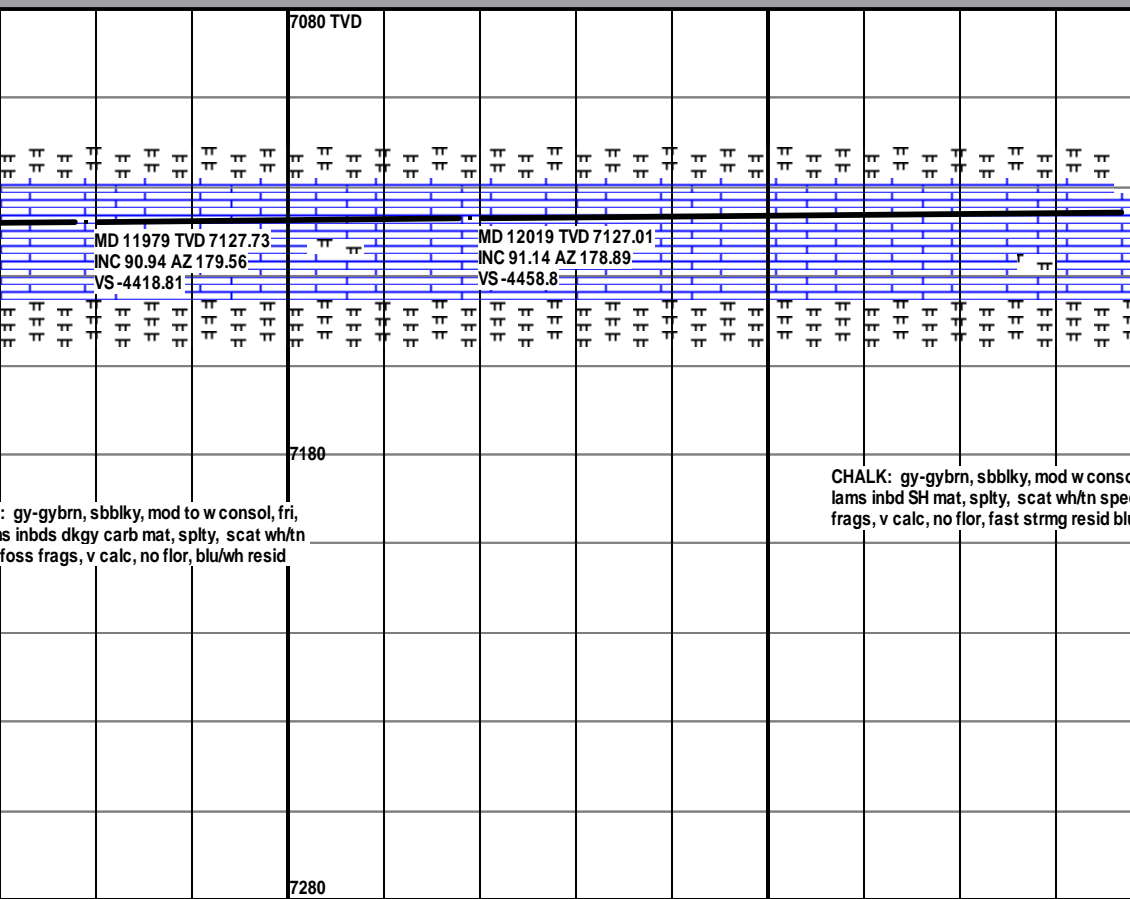 7080 TVD
MD 11979 TVD 7127.73
INC 90.94 AZ 179.56
VS -4418.81
MD 12019 TVD 7127.01
INC 91.14 AZ 178.89
VS -4458.8
7180
CHALK: gy-gybrn, sbblky, mod w conso
lams inbd SH mat, splty, scat wh/tn spe
frags, v calc, no flor, fast strmg resid blu
: gy-gybrn, sbblky, mod to w consol, fri,
s inbds dkgy carb mat, splty, scat wh/tn
foss frags, v calc, no flor, blu/wh resid
7280